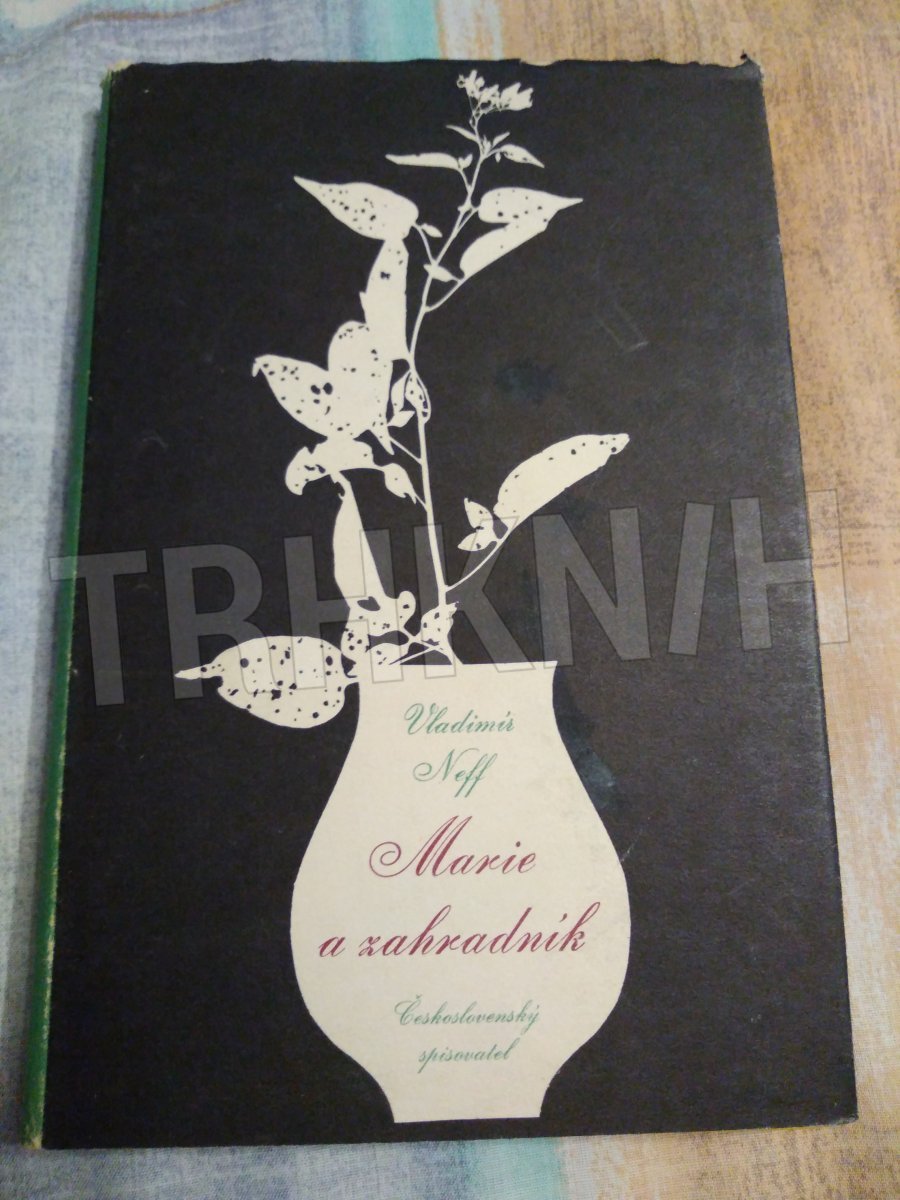 TRHKNIH
Vladimír
Neff
Marie
a zahradník
Československý
spisovatel